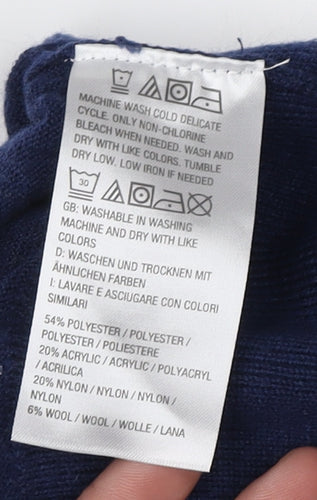 MACHINE WASH COLD DELICATE
CYCLE. ONLY NON-CHLORINE
BLEACH WHEN NEEDED. WASH AND
DRY WITH LIKE COLORS. TUMBLE
DRY LOW. LOW IRON IF NEEDED
30
GB: WASHABLE IN WASHING
MACHINE AND DRY WITH LIKE
COLORS
D: WASCHEN UND TROCKNEN MIT
ÄHNLICHEN FARBEN
I: LAVARE E ASCIUGARE CON COLORI
SIMILARI
54% POLYESTER / POLYESTER /
POLYESTER / POLIESTERE
20% ACRYLIC / ACRYLIC / POLYACRYL
/ ACRILICA
20% NYLON / NYLON / NYLON /
NYLON
6% WOOL / WOOL / WOLLE / LANA